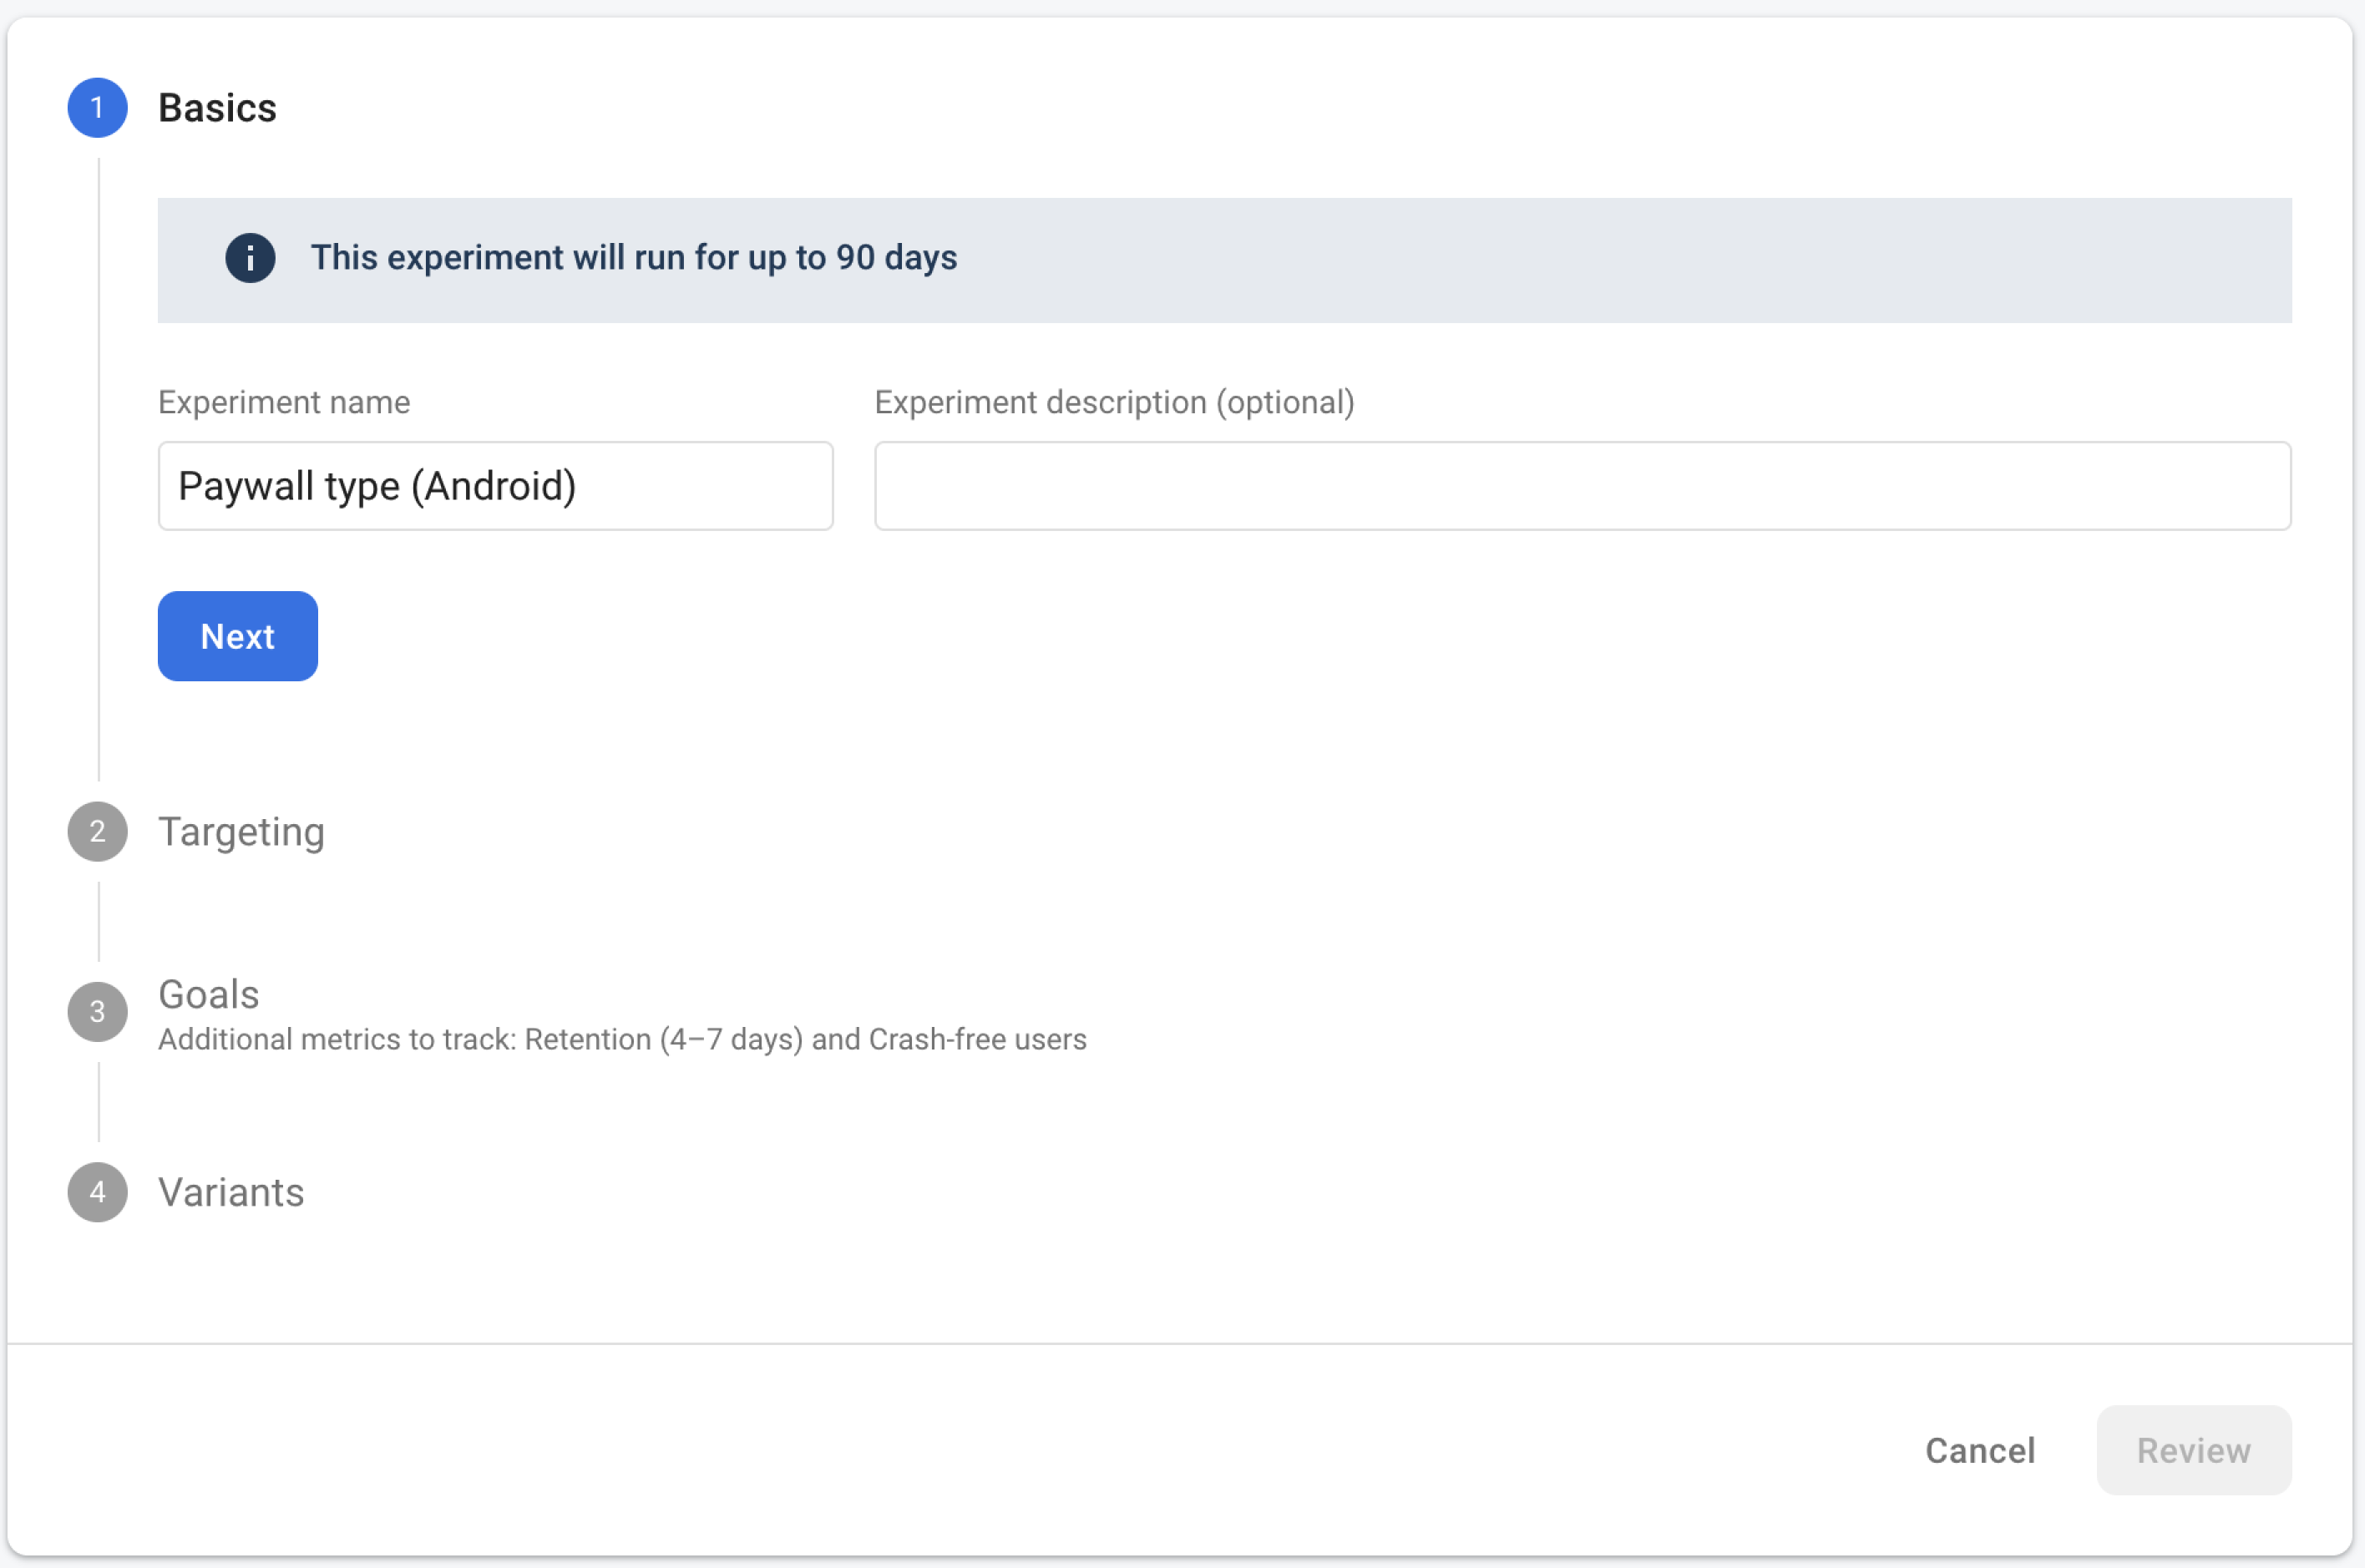 1 Basics
This experiment will run for up to 90 days
Experiment name
Experiment description (optional)
Paywall type (Android)
Next
2 Targeting
3 Goals
Additional metrics to track: Retention (4–7 days) and Crash-free users
4 Variants
Cancel
Review